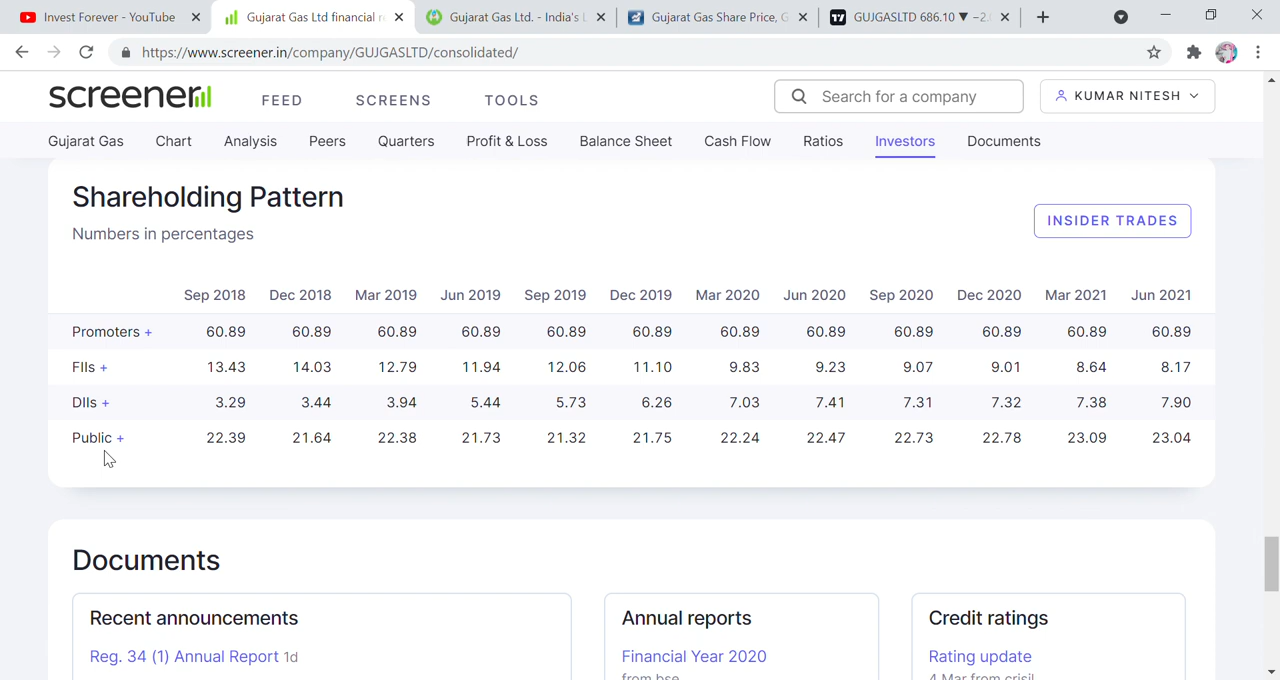 Invest Forever - YouTube
Gujarat Gas Ltd financial r
Gujarat Gas Ltd. - India's L
Gujarat Gas Share Price, G
GUJGASLTD 686.10 ▼ −2.
https://www.screener.in/company/GUJGASLTD/consolidated/
screener
FEED
SCREENS
TOOLS
Search for a company
KUMAR NITESH
Gujarat Gas
Chart
Analysis
Peers
Quarters
Profit & Loss
Balance Sheet
Cash Flow
Ratios
Investors
Documents
Shareholding Pattern
Numbers in percentages
INSIDER TRADES
Sep 2018 Dec 2018 Mar 2019 Jun 2019 Sep 2019 Dec 2019 Mar 2020 Jun 2020 Sep 2020 Dec 2020 Mar 2021 Jun 2021
Promoters + 60.89 60.89 60.89 60.89 60.89 60.89 60.89 60.89 60.89 60.89 60.89 60.89
FIIs + 13.43 14.03 12.79 11.94 12.06 11.10 9.83 9.23 9.07 9.01 8.64 8.17
DIIs + 3.29 3.44 3.94 5.44 5.73 6.26 7.03 7.41 7.31 7.32 7.38 7.90
Public + 22.39 21.64 22.38 21.73 21.32 21.75 22.24 22.47 22.73 22.78 23.09 23.04
Documents
Recent announcements
Reg. 34 (1) Annual Report 1d
Annual reports
Financial Year 2020
from bse
Credit ratings
Rating update
4 Mar from crisil